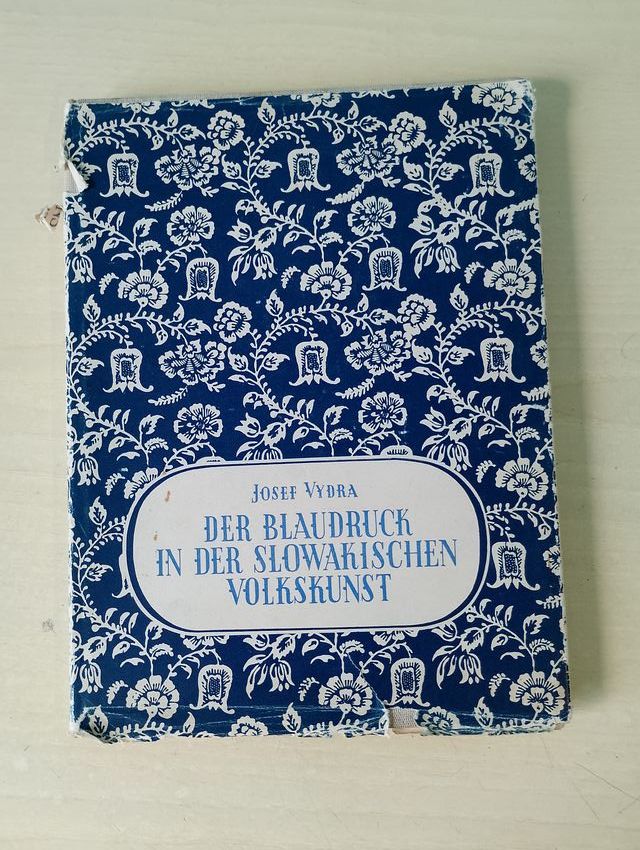 JOSEF VYDRA
DER BLAUDRUCK
IN DER SLOWAKISCHEN
VOLKSKUNST